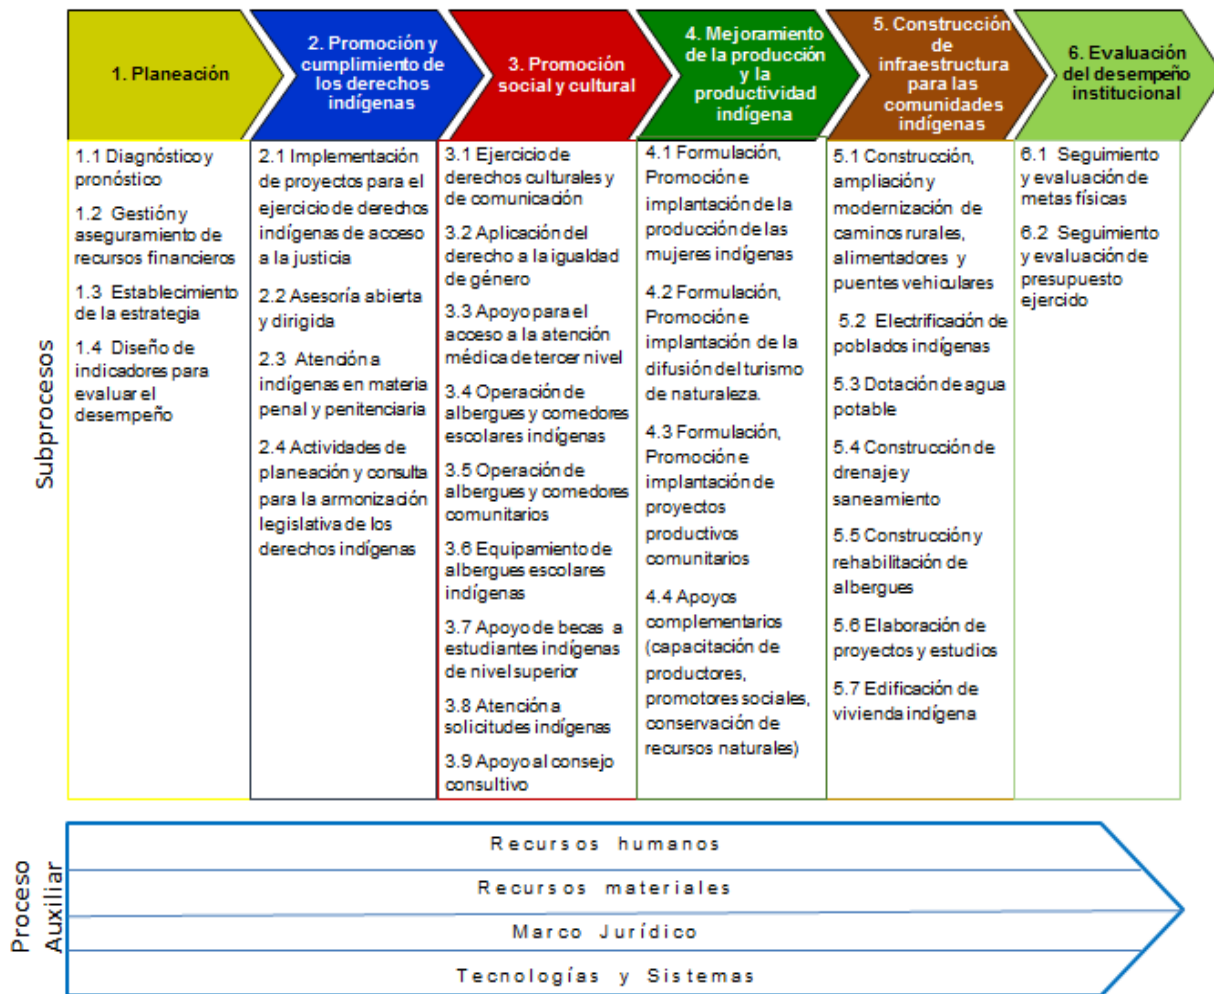 1. Planeación
2. Promoción y
cumplimiento de
los derechos
indígenas
3. Promoción
social y cultural
4. Mejoramiento
de la producción
y la
productividad
indígena
5. Construcción
de
infraestructura
para las
comunidades
indígenas
6. Evaluación
del desempeño
institucional
Subprocesos
1.1 Diagnóstico y
pronóstico
1.2 Gestión y
aseguramiento de
recursos financieros
1.3 Establecimiento
de la estrategia
1.4 Diseño de
indicadores para
evaluar el
desempeño
2.1 Implementación
de proyectos para el
ejercicio de derechos
indígenas de acceso
a la justicia
2.2 Asesoría abierta
y dirigida
2.3 Atención a
indígenas en materia
penal y penitenciaria
2.4 Actividades de
planeación y consulta
para la armonización
legislativa de los
derechos indígenas
3.1 Ejercicio de
derechos culturales y
de comunicación
3.2 Aplicación del
derecho a la igualdad
de género
3.3 Apoyo para el
acceso a la atención
médica de tercer nivel
3.4 Operación de
albergues y comedores
escolares indígenas
3.5 Operación de
albergues y comedores
comunitarios
3.6 Equipamiento de
albergues escolares
indígenas
3.7 Apoyo de becas a
estudiantes indígenas
de nivel superior
3.8 Atención a
solicitudes indígenas
3.9 Apoyo al consejo
consultivo
4.1 Formulación,
Promoción e
implantación de la
producción de las
mujeres indígenas
4.2 Formulación,
Promoción e
implantación de la
difusión del turismo
de naturaleza.
4.3 Formulación,
Promoción e
implantación de
proyectos
productivos
comunitarios
4.4 Apoyos
complementarios
(capacitación de
productores,
promotores sociales,
conservación de
recursos naturales)
5.1 Construcción,
ampliación y
modernización de
caminos rurales,
alimentadores y
puentes vehiculares
5.2 Electrificación de
poblados indígenas
5.3 Dotación de agua
potable
5.4 Construcción de
drenaje y
saneamiento
5.5 Construcción y
rehabilitación de
albergues
5.6 Elaboración de
proyectos y estudios
5.7 Edificación de
vivienda indígena
6.1 Seguimiento
y evaluación de
metas físicas
6.2 Seguimiento
y evaluación de
presupuesto
ejercido
Proceso
Auxiliar
Recursos humanos
Recursos materiales
Marco Jurídico
Tecnologías y Sistemas